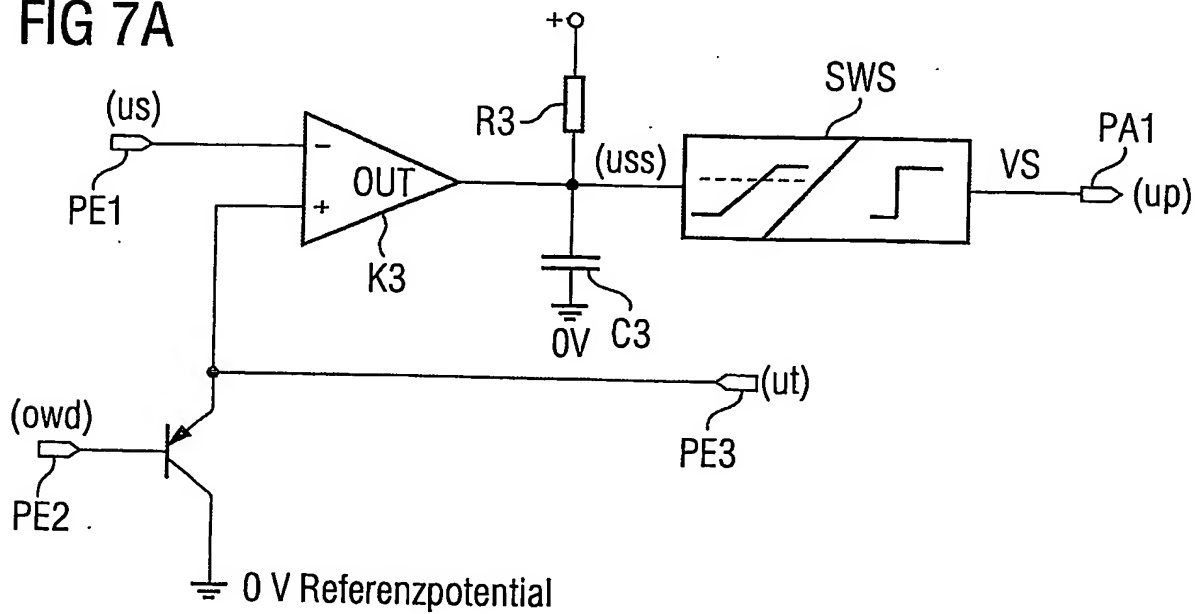 FIG 7A
+
SWS
(us)
R3
PA1
−
(uss)
VS
OUT
(up)
PE1
+
K3
0V
C3
(ut)
(owd)
PE3
PE2
0 V Referenzpotential